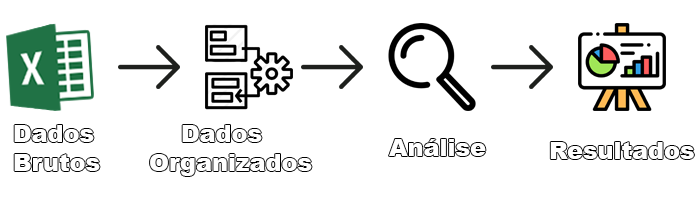 X
Dados
Brutos
Dados
Organizados
Análise
Resultados